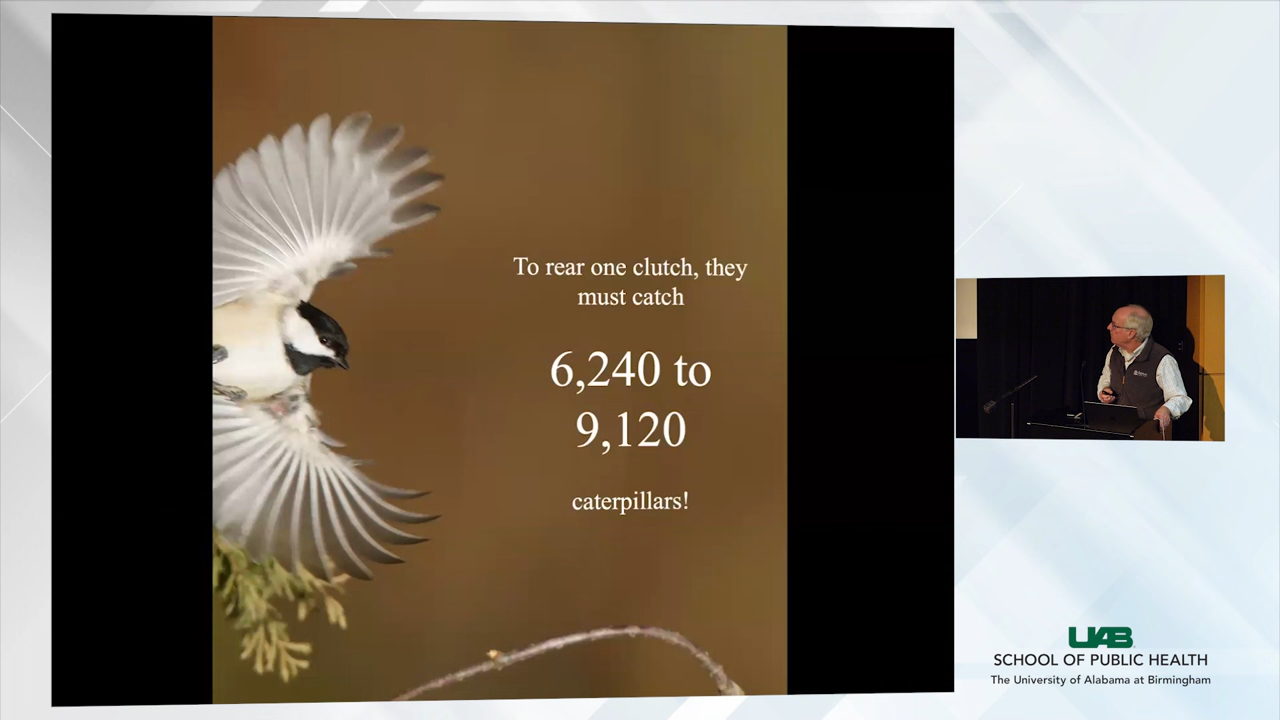 To rear one clutch, they
must catch
6,240 to
9,120
caterpillars!
UAB
SCHOOL OF PUBLIC HEALTH
The University of Alabama at Birmingham